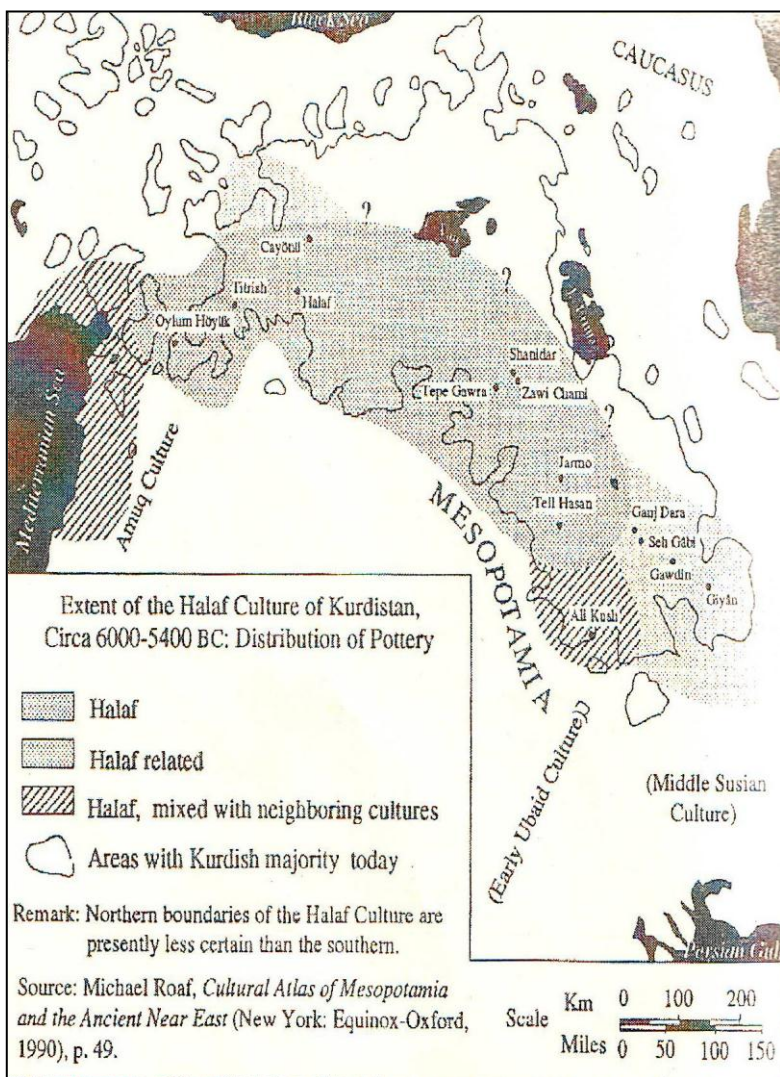 Black Sea
CAUCASUS
?
Cayönü
Van
Titrish
Halaf
?
Oylum Höyük
Shanidar
Tepe Gawra
Zawi Chami
?
Mediterranean Sea
Amuq Culture
Jarmo
MESOPOTAMIA
Tell Hasan
Ganj Dara
Seh Gâbi
Gawdin
Giyân
Ali Kush
Extent of the Halaf Culture of Kurdistan,
Circa 6000-5400 BC: Distribution of Pottery
Halaf
Halaf related
Halaf, mixed with neighboring cultures
Areas with Kurdish majority today
Remark: Northern boundaries of the Halaf Culture are
presently less certain than the southern.
Source: Michael Roaf, Cultural Atlas of Mesopotamia
and the Ancient Near East (New York: Equinox-Oxford,
1990), p. 49.
(Early Ubaid Culture)
(Middle Susian
Culture)
Persian Gulf
Scale
Km 0 100 200
Miles 0 50 100 150